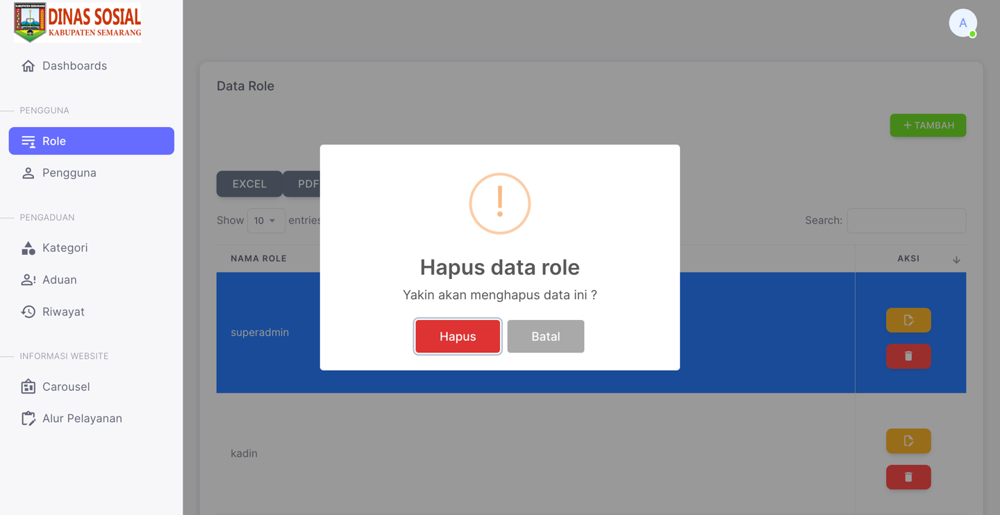 KABUPATEN SEMARANG
DINAS SOSIAL
KABUPATEN SEMARANG
A
Dashboards
PENGGUNA
Role
Pengguna
PENGADUAN
Kategori
Aduan
Riwayat
INFORMASI WEBSITE
Carousel
Alur Pelayanan
Data Role
+ TAMBAH
EXCEL PDF
Show 10 entries
Search:
NAMA ROLE AKSI
superadmin
kadin
!
Hapus data role
Yakin akan menghapus data ini ?
Hapus Batal